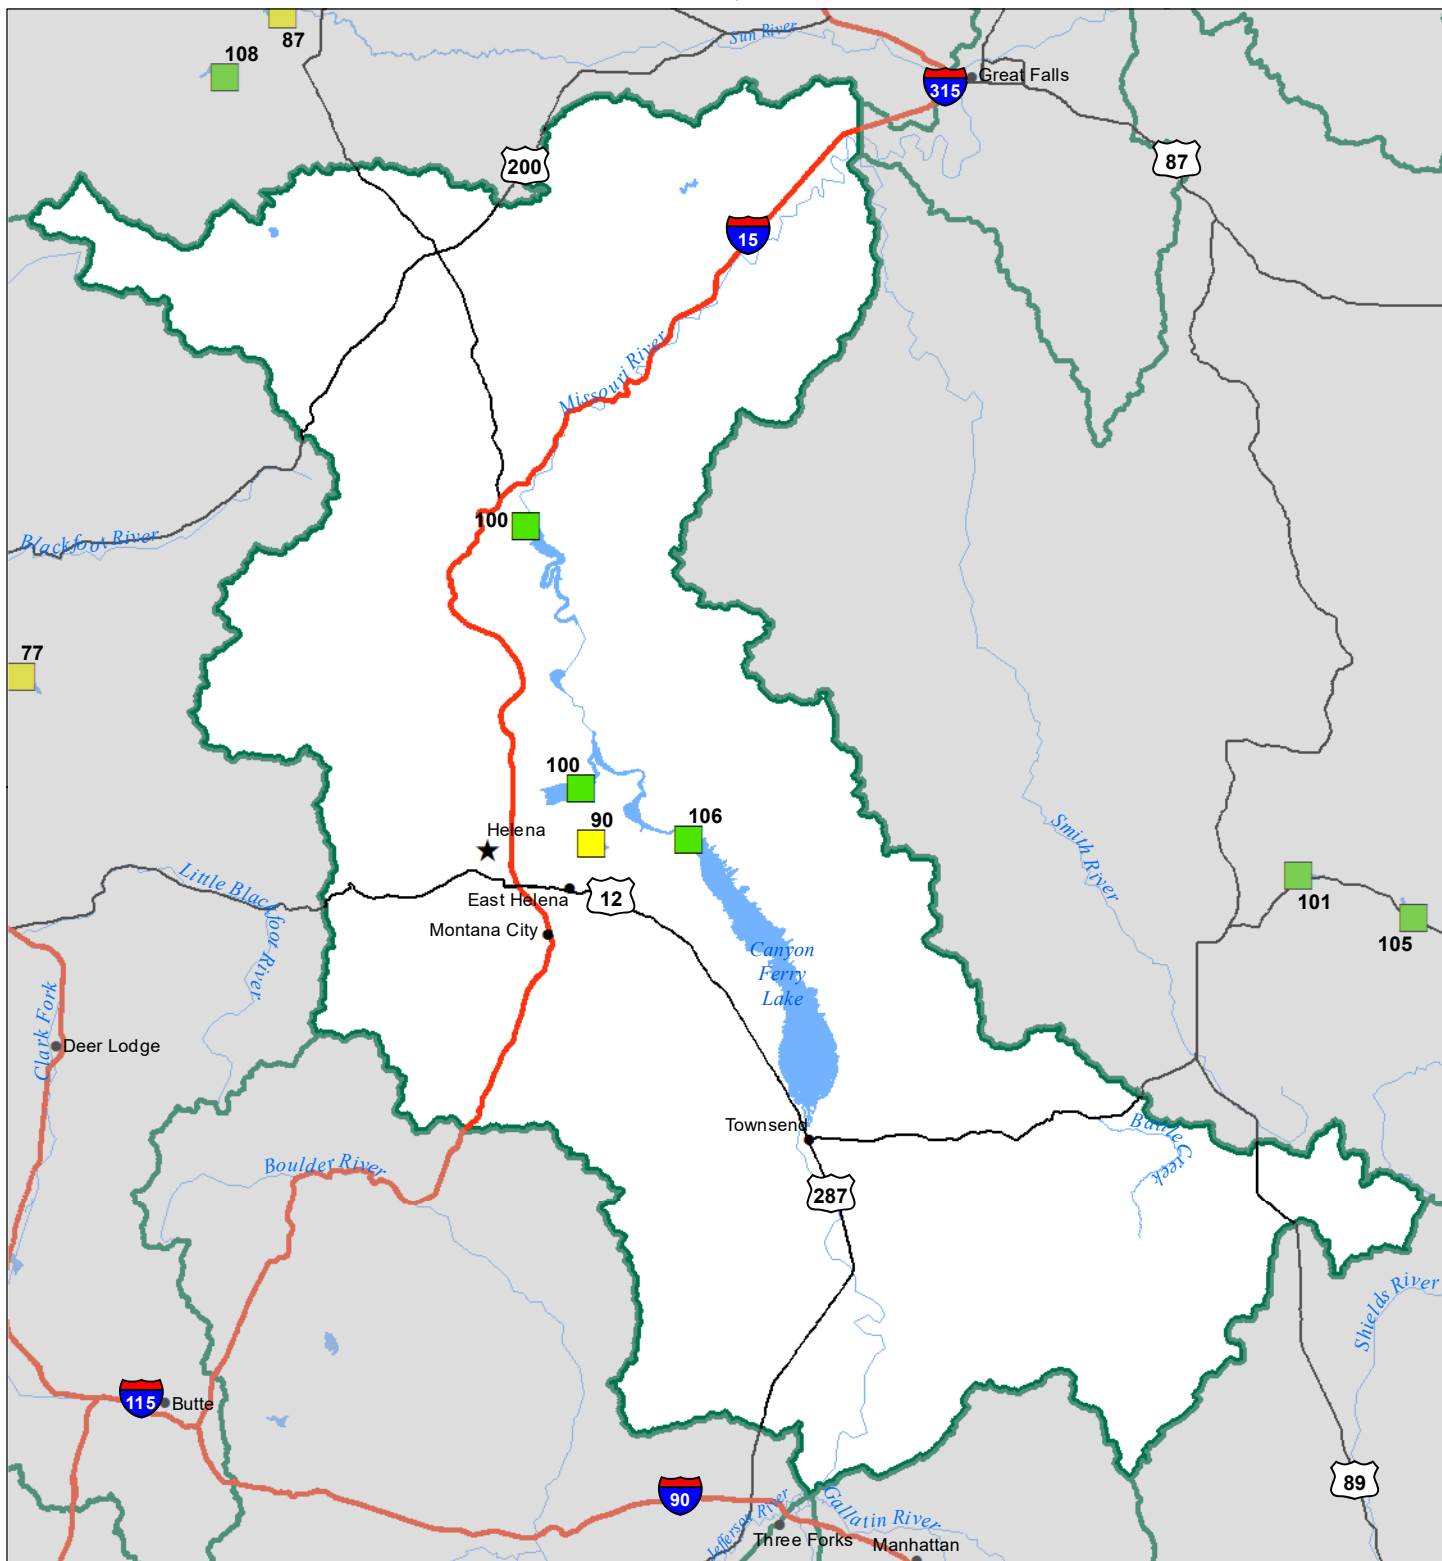 87
108
Sun River
Great Falls
315
200
87
15
Missouri River
100
Blackfoot River
77
100
90
106
Helena
Smith River
Little Blackfoot River
East Helena
12
101
105
Montana City
Canyon
Ferry
Lake
Clark Fork
Deer Lodge
Townsend
Battle Creek
Boulder River
287
Shields River
115
Butte
89
90
Jefferson River
Gallatin River
Three Forks
Manhattan